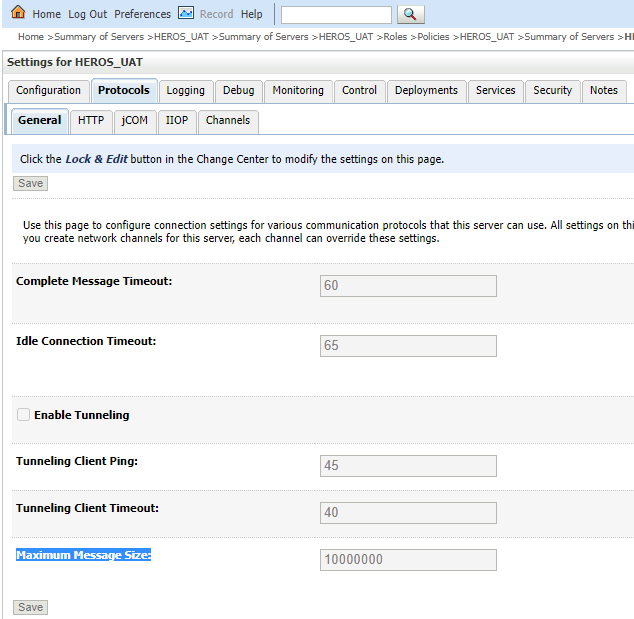 Home Log Out Preferences Record Help
Home >Summary of Servers >HEROS_UAT >Summary of Servers >HEROS_UAT >Roles >Policies >HEROS_UAT >Summary of Servers >
Settings for HEROS_UAT
Configuration Protocols Logging Debug Monitoring Control Deployments Services Security Notes
General HTTP jCOM IIOP Channels
Click the Lock & Edit button in the Change Center to modify the settings on this page.
Save
Use this page to configure connection settings for various communication protocols that this server can use. All settings on
you create network channels for this server, each channel can override these settings.
Complete Message Timeout: 60
Idle Connection Timeout: 65
Enable Tunneling
Tunneling Client Ping: 45
Tunneling Client Timeout: 40
Maximum Message Size: 10000000
Save